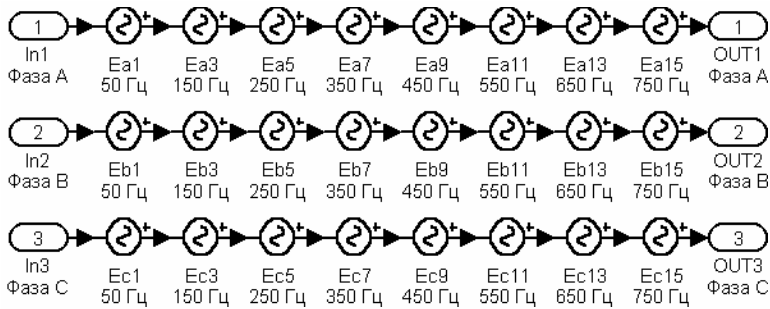 1 1
In1 Ea1 Ea3 Ea5 Ea7 Ea9 Ea11 Ea13 Ea15 OUT1
Фаза А 50 Гц 150 Гц 250 Гц 350 Гц 450 Гц 550 Гц 650 Гц 750 Гц Фаза А
2 2
In2 Eb1 Eb3 Eb5 Eb7 Eb9 Eb11 Eb13 Eb15 OUT2
Фаза В 50 Гц 150 Гц 250 Гц 350 Гц 450 Гц 550 Гц 650 Гц 750 Гц Фаза В
3 3
In3 Ec1 Ec3 Ec5 Ec7 Ec9 Ec11 Ec13 Ec15 OUT3
Фаза С 50 Гц 150 Гц 250 Гц 350 Гц 450 Гц 550 Гц 650 Гц 750 Гц Фаза С